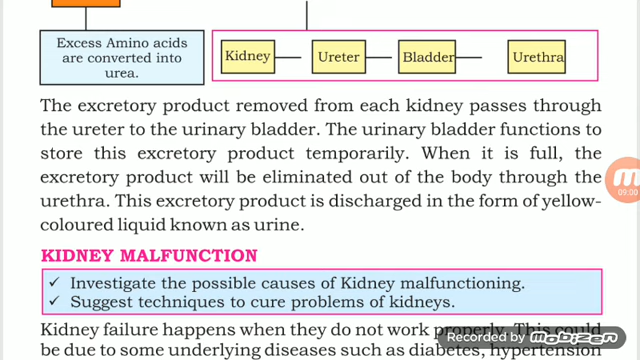 Excess Amino acids
are converted into
urea.
Kidney
Ureter
Bladder
Urethra
The excretory product removed from each kidney passes through
the ureter to the urinary bladder. The urinary bladder functions to
store this excretory product temporarily. When it is full, the
excretory product will be eliminated out of the body through the
urethra. This excretory product is discharged in the form of yellow-
coloured liquid known as urine.
KIDNEY MALFUNCTION
✓ Investigate the possible causes of Kidney malfunctioning.
✓ Suggest techniques to cure problems of kidneys.
Kidney failure happens when they do not work properly. This could
be due to some underlying diseases such as diabetes, hypertension
09:00
Recorded by mobizen